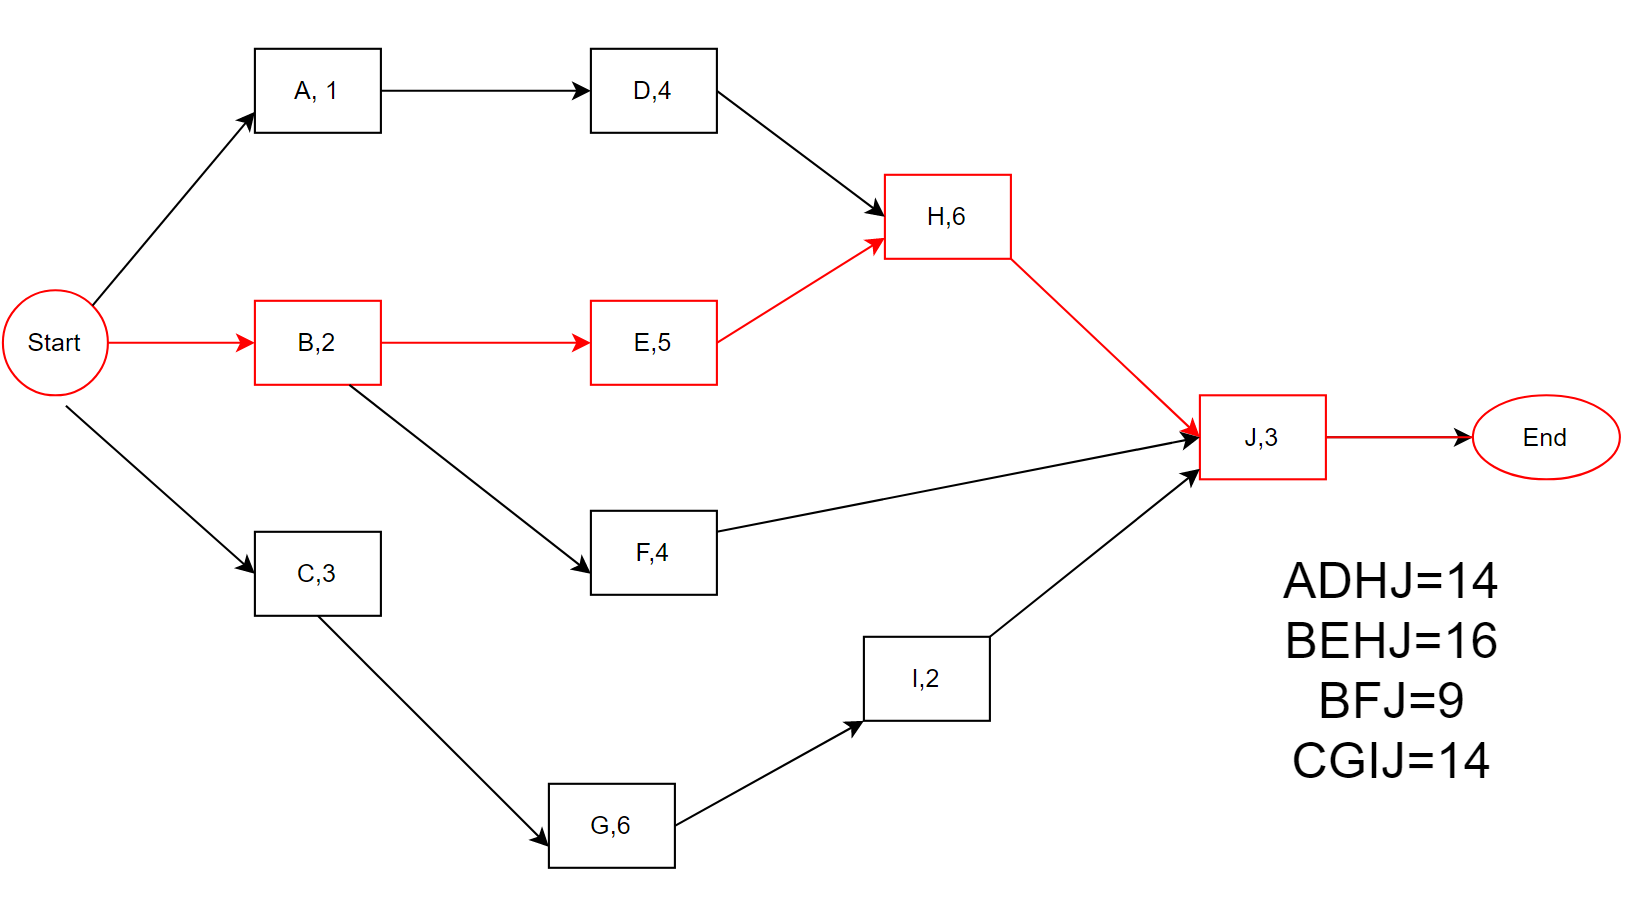 A, 1
D,4
H,6
Start
B,2
E,5
J,3
End
F,4
C,3
I,2
G,6
ADHJ=14
BEHJ=16
BFJ=9
CGIJ=14